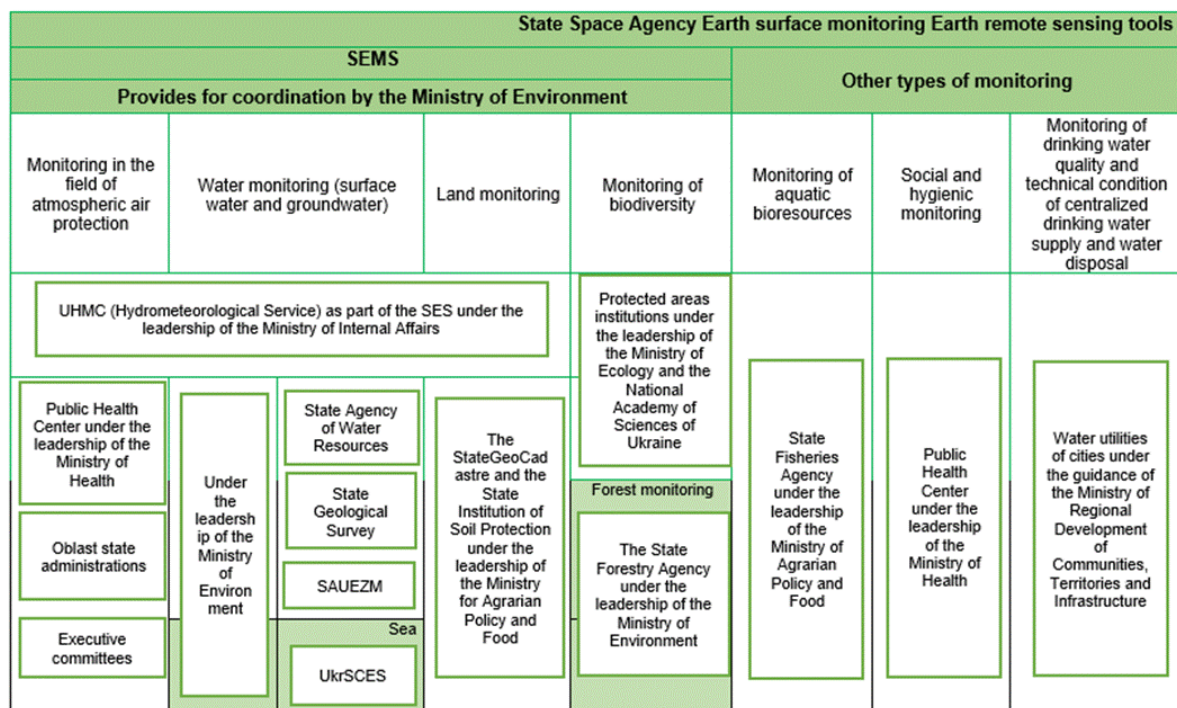 State Space Agency Earth surface monitoring Earth remote sensing tools
SEMS
Provides for coordination by the Ministry of Environment
Other types of monitoring
Monitoring in the
field of
atmospheric air
protection
Water monitoring (surface
water and groundwater)
Land monitoring
Monitoring of
biodiversity
Monitoring of
aquatic
bioresources
Social and
hygienic
monitoring
Monitoring of
drinking water
quality and
technical condition
of centralized
drinking water
supply and water
disposal
UHMC (Hydrometeorological Service) as part of the SES under the
leadership of the Ministry of Internal Affairs
Protected areas
institutions under
the leadership of
the Ministry of
Ecology and the
National
Academy of
Sciences of
Ukraine
Public Health
Center under the
leadership of the
Ministry of
Health
Oblast state
administrations
Executive
committees
Under
the
leadersh
ip of the
Ministry
of
Environ
ment
State Agency
of Water
Resources
State
Geological
Survey
SAUEZM
Sea
UkrSCES
The
StateGeoCad
astre and the
State
Institution of
Soil Protection
under the
leadership of
the Ministry
for Agrarian
Policy and
Food
Forest monitoring
The State
Forestry Agency
under the
leadership of the
Ministry of
Environment
State
Fisheries
Agency
under the
leadership
of the
Ministry of
Agrarian
Policy and
Food
Public
Health
Center
under the
leadership
of the
Ministry of
Health
Water utilities
of cities under
the guidance of
the Ministry of
Regional
Development
of
Communities,
Territories and
Infrastructure